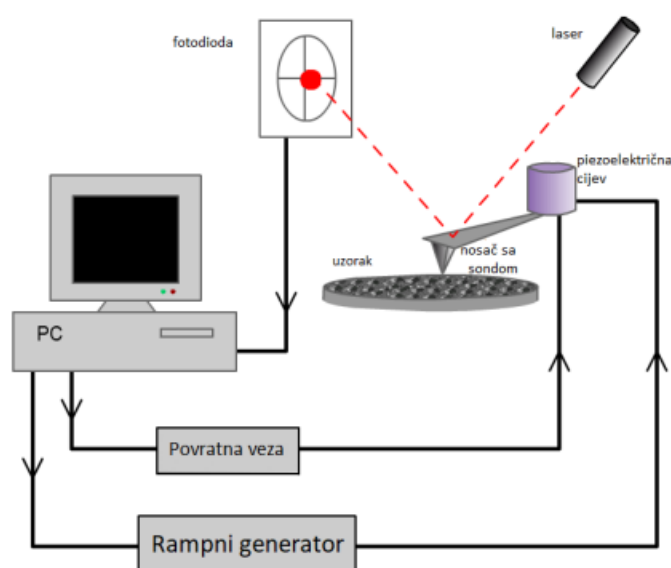 fotodioda
laser
piezoelektrična
cijev
nosač sa
sondom
uzorak
PC
Povratna veza
Rampni generator